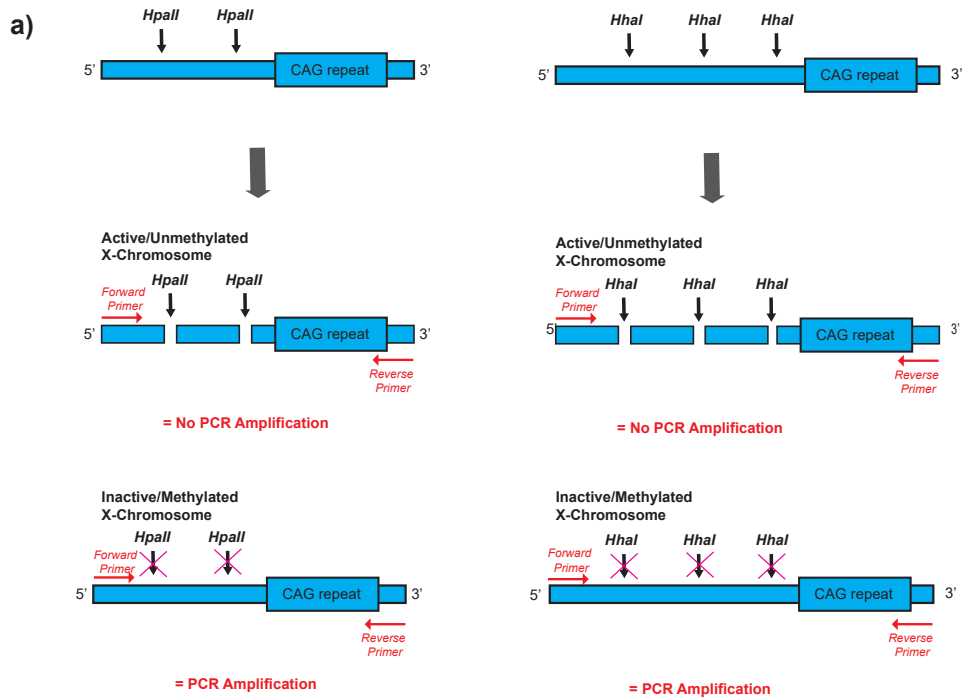 a)
HpaII HpaII
5' CAG repeat 3'
HhaI HhaI HhaI
5' CAG repeat 3'
Active/Unmethylated
X-Chromosome
HpaII HpaII
Forward
Primer
5' CAG repeat 3'
Reverse
Primer
= No PCR Amplification
Active/Unmethylated
X-Chromosome
HhaI HhaI HhaI
Forward
Primer
5' CAG repeat 3'
Reverse
Primer
= No PCR Amplification
Inactive/Methylated
X-Chromosome
HpaII HpaII
Forward
Primer
5' CAG repeat 3'
Reverse
Primer
= PCR Amplification
Inactive/Methylated
X-Chromosome
HhaI HhaI HhaI
Forward
Primer
5' CAG repeat 3'
Reverse
Primer
= PCR Amplification